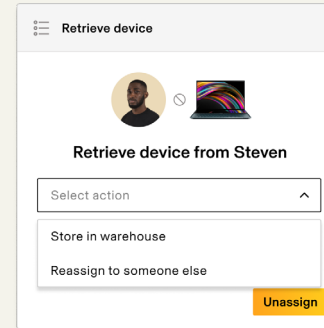 Retrieve device
Retrieve device from Steven
Select action
Store in warehouse
Reassign to someone else
Unassign